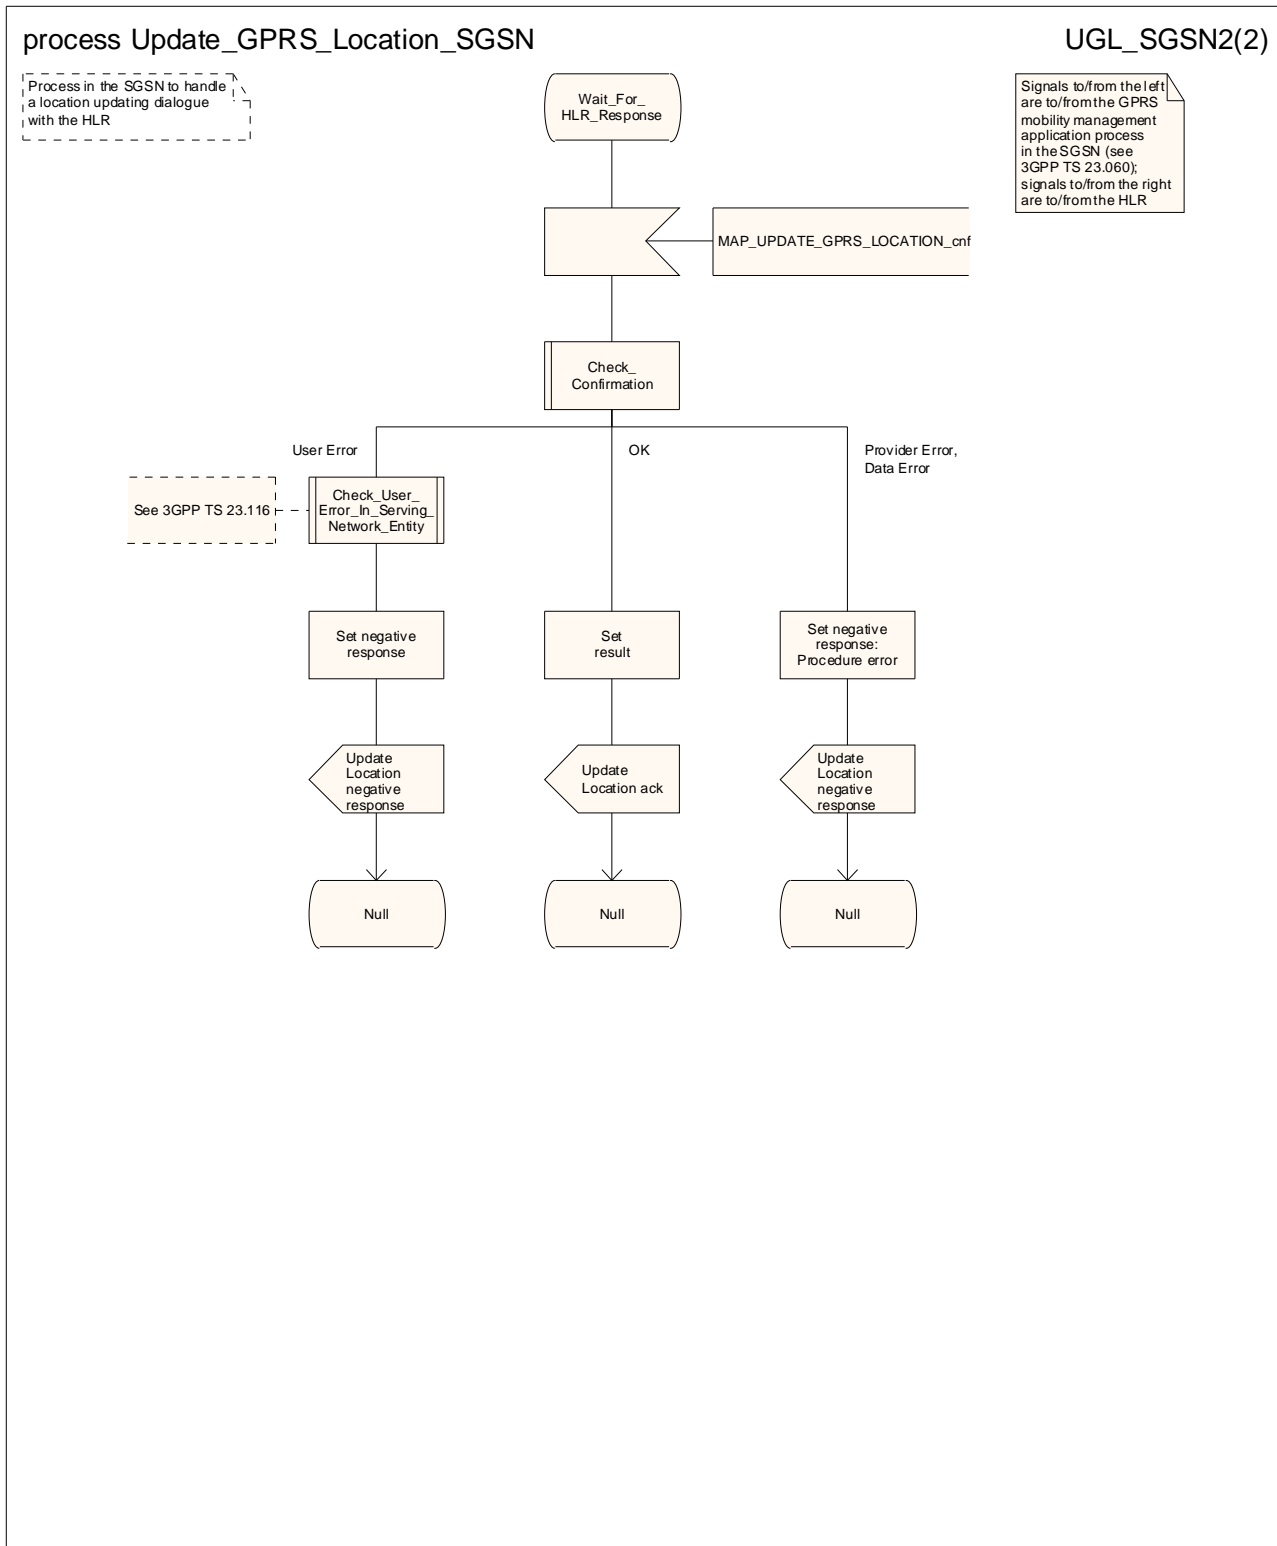 process Update_GPRS_Location_SGSN
UGL_SGSN2(2)
Process in the SGSN to handle
a location updating dialogue
with the HLR
Wait_For_
HLR_Response
Signals to/from the left
are to/from the GPRS
mobility management
application process
in the SGSN (see
3GPP TS 23.060);
signals to/from the right
are to/from the HLR
MAP_UPDATE_GPRS_LOCATION_cnf
Check_
Confirmation
User Error
OK
Provider Error,
Data Error
See 3GPP TS 23.116
Check_User_
Error_In_Serving_
Network_Entity
Set negative
response
Set
result
Set negative
response:
Procedure error
Update
Location
negative
response
Update
Location ack
Update
Location
negative
response
Null
Null
Null